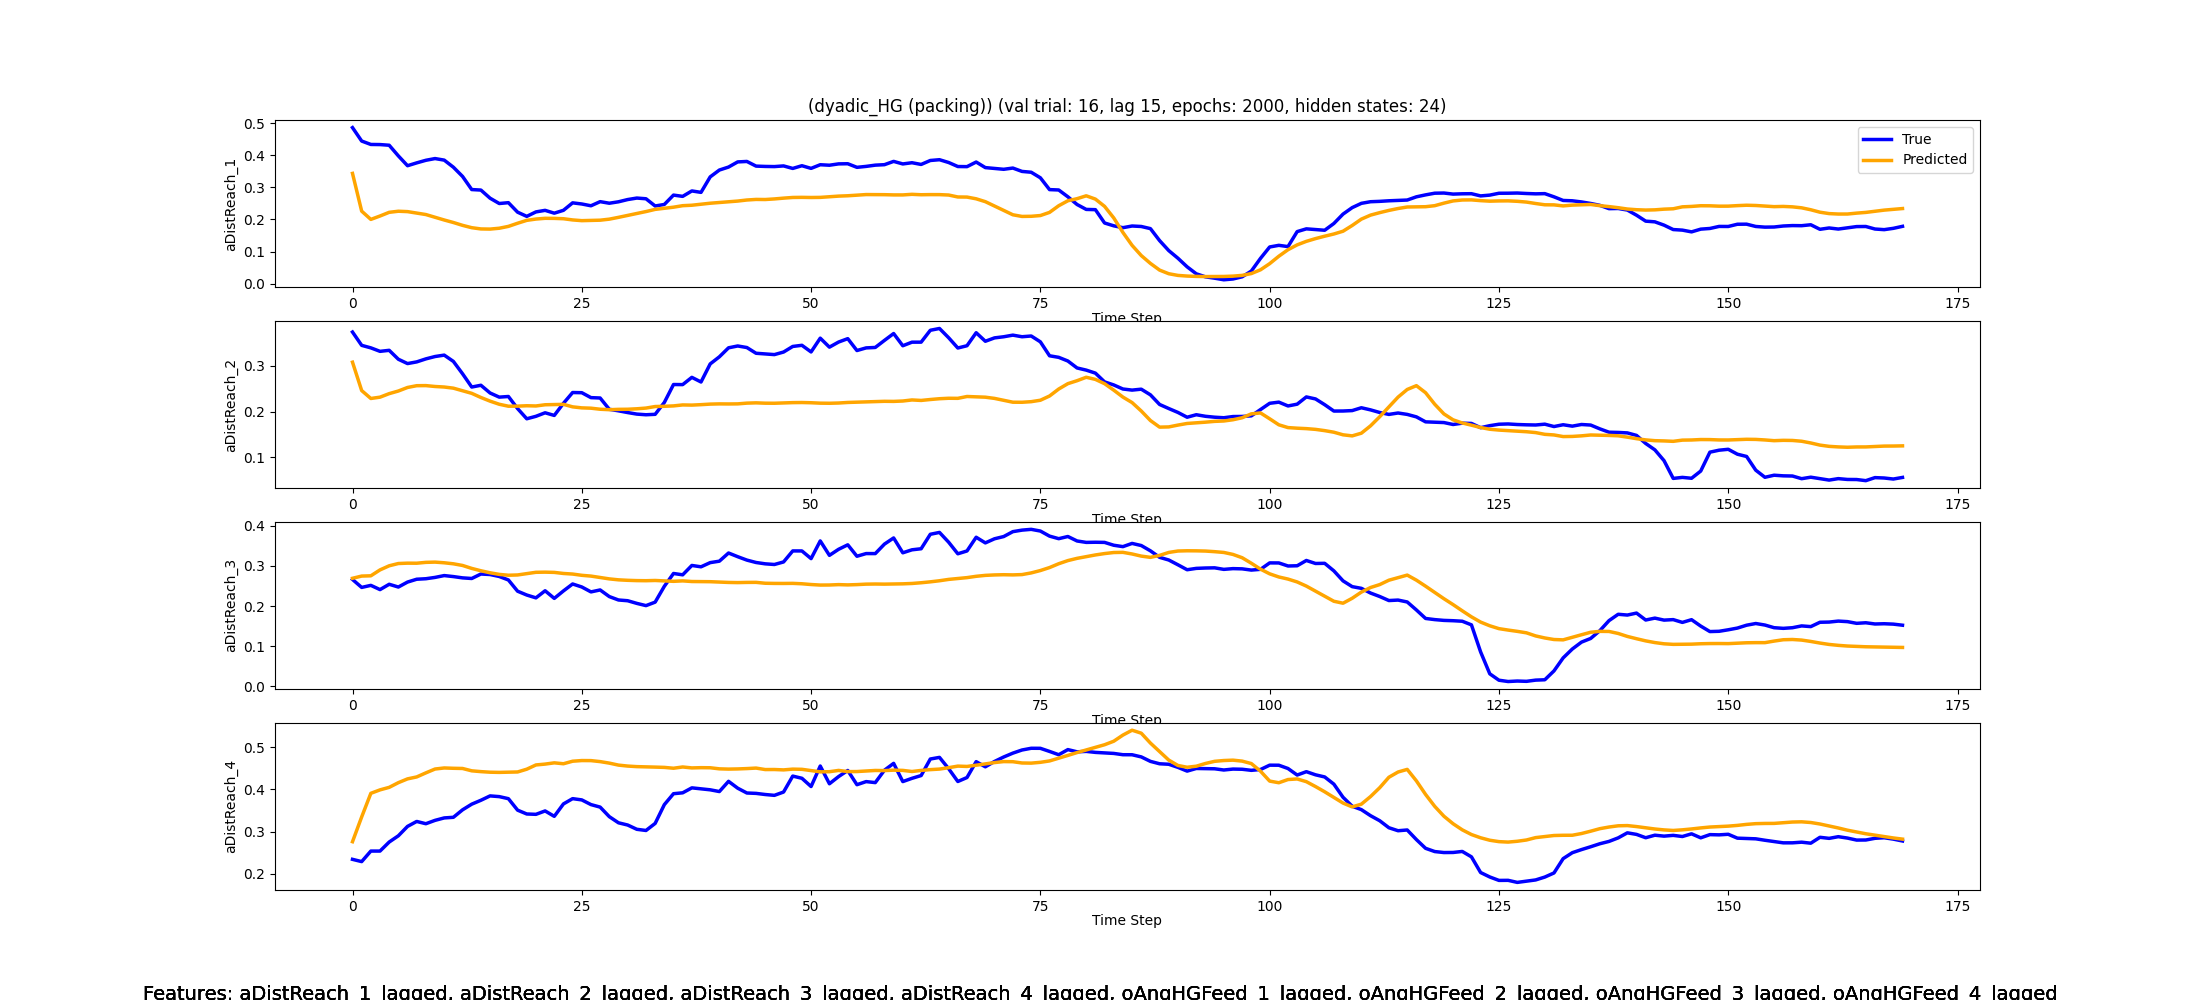 (dyadic_HG (packing)) (val trial: 16, lag 15, epochs: 2000, hidden states: 24)
True
Predicted
aDistReach_1
0.5
0.4
0.3
0.2
0.1
0.0
0 25 50 75 100 125 150 175
Time Step
aDistReach_2
0.3
0.2
0.1
0 25 50 75 100 125 150 175
Time Step
aDistReach_3
0.4
0.3
0.2
0.1
0.0
0 25 50 75 100 125 150 175
Time Step
aDistReach_4
0.5
0.4
0.3
0.2
0 25 50 75 100 125 150 175
Time Step
Features: aDistReach_1_lagged, aDistReach_2_lagged, aDistReach_3_lagged, aDistReach_4_lagged, oAngHGFeed_1_lagged, oAngHGFeed_2_lagged, oAngHGFeed_3_lagged, oAngHGFeed_4_lagged